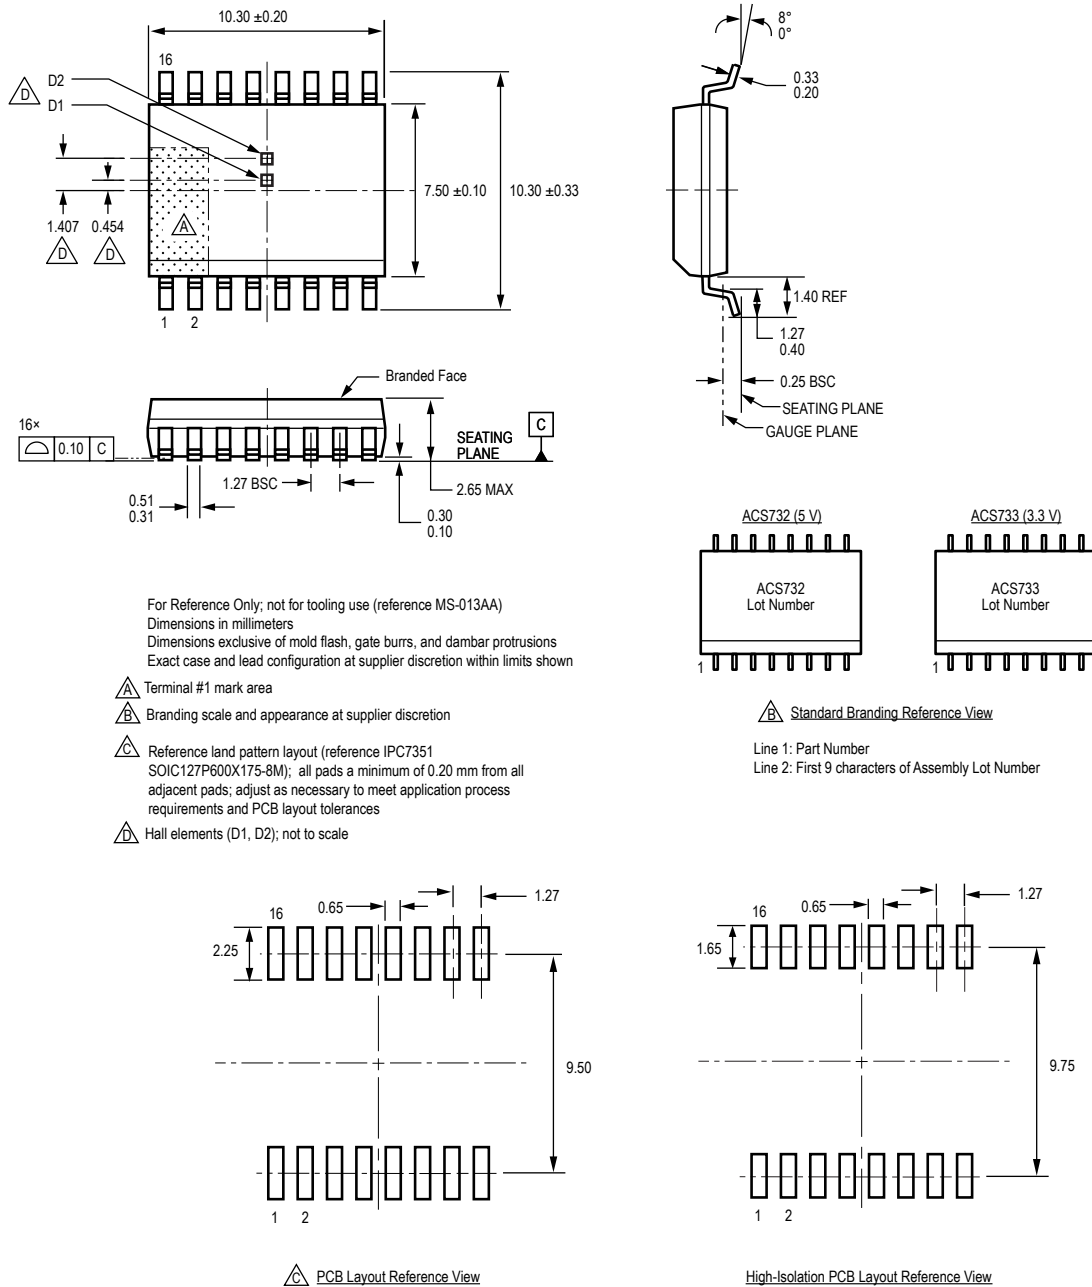 10.30 ±0.20
16
D2
D
D1
1.407
0.454
D
D
A
7.50 ±0.10
10.30 ±0.33
1 2
8°
0°
0.33
0.20
1.40 REF
1.27
0.40
0.25 BSC
SEATING PLANE
GAUGE PLANE
Branded Face
16×
0.10 C
SEATING
PLANE
C
1.27 BSC
2.65 MAX
0.51
0.31
0.30
0.10
ACS732 (5 V)
ACS732
Lot Number
1
ACS733 (3.3 V)
ACS733
Lot Number
1
B Standard Branding Reference View
Line 1: Part Number
Line 2: First 9 characters of Assembly Lot Number
For Reference Only; not for tooling use (reference MS-013AA)
Dimensions in millimeters
Dimensions exclusive of mold flash, gate burrs, and dambar protrusions
Exact case and lead configuration at supplier discretion within limits shown
A Terminal #1 mark area
B Branding scale and appearance at supplier discretion
C Reference land pattern layout (reference IPC7351
SOIC127P600X175-8M); all pads a minimum of 0.20 mm from all
adjacent pads; adjust as necessary to meet application process
requirements and PCB layout tolerances
D Hall elements (D1, D2); not to scale
16
0.65
1.27
2.25
9.50
1 2
C PCB Layout Reference View
16
0.65
1.27
1.65
9.75
1 2
High-Isolation PCB Layout Reference View